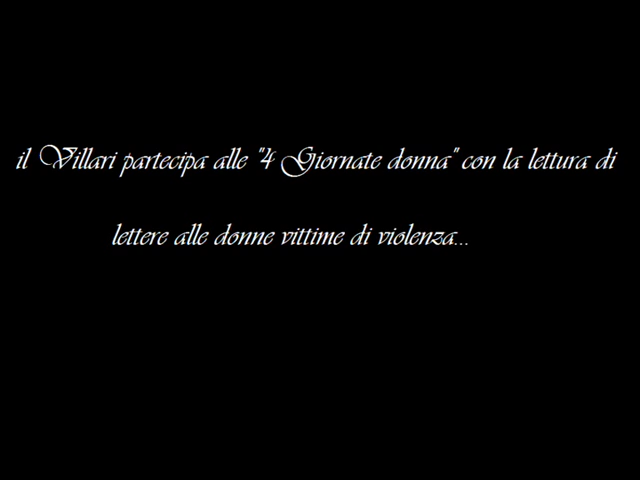 il Villari partecipa alle "4 Giornate donna" con la lettura di
lettere alle donne vittime di violenza...